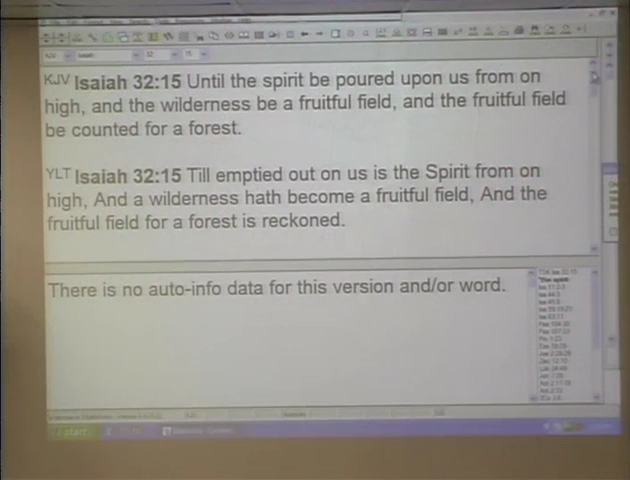 KJV Isaiah 32:15 Until the spirit be poured upon us from on
high, and the wilderness be a fruitful field, and the fruitful field
be counted for a forest.
YLT Isaiah 32:15 Till emptied out on us is the Spirit from on
high, And a wilderness hath become a fruitful field, And the
fruitful field for a forest is reckoned.
There is no auto-info data for this version and/or word.
start